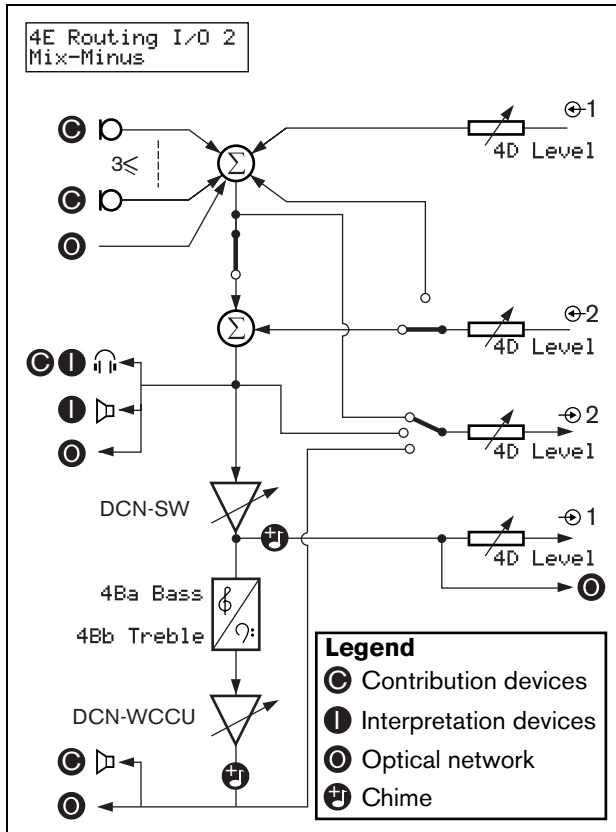 4E Routing I/O 2
Mix-Minus
C
1
3≤
4D Level
C
O
2
4D Level
C I
I
2
O
4D Level
DCN-SW
1
4D Level
O
4Ba Bass
4Bb Treble
Legend
C Contribution devices
DCN-WCCU
I Interpretation devices
C
O Optical network
O
Chime